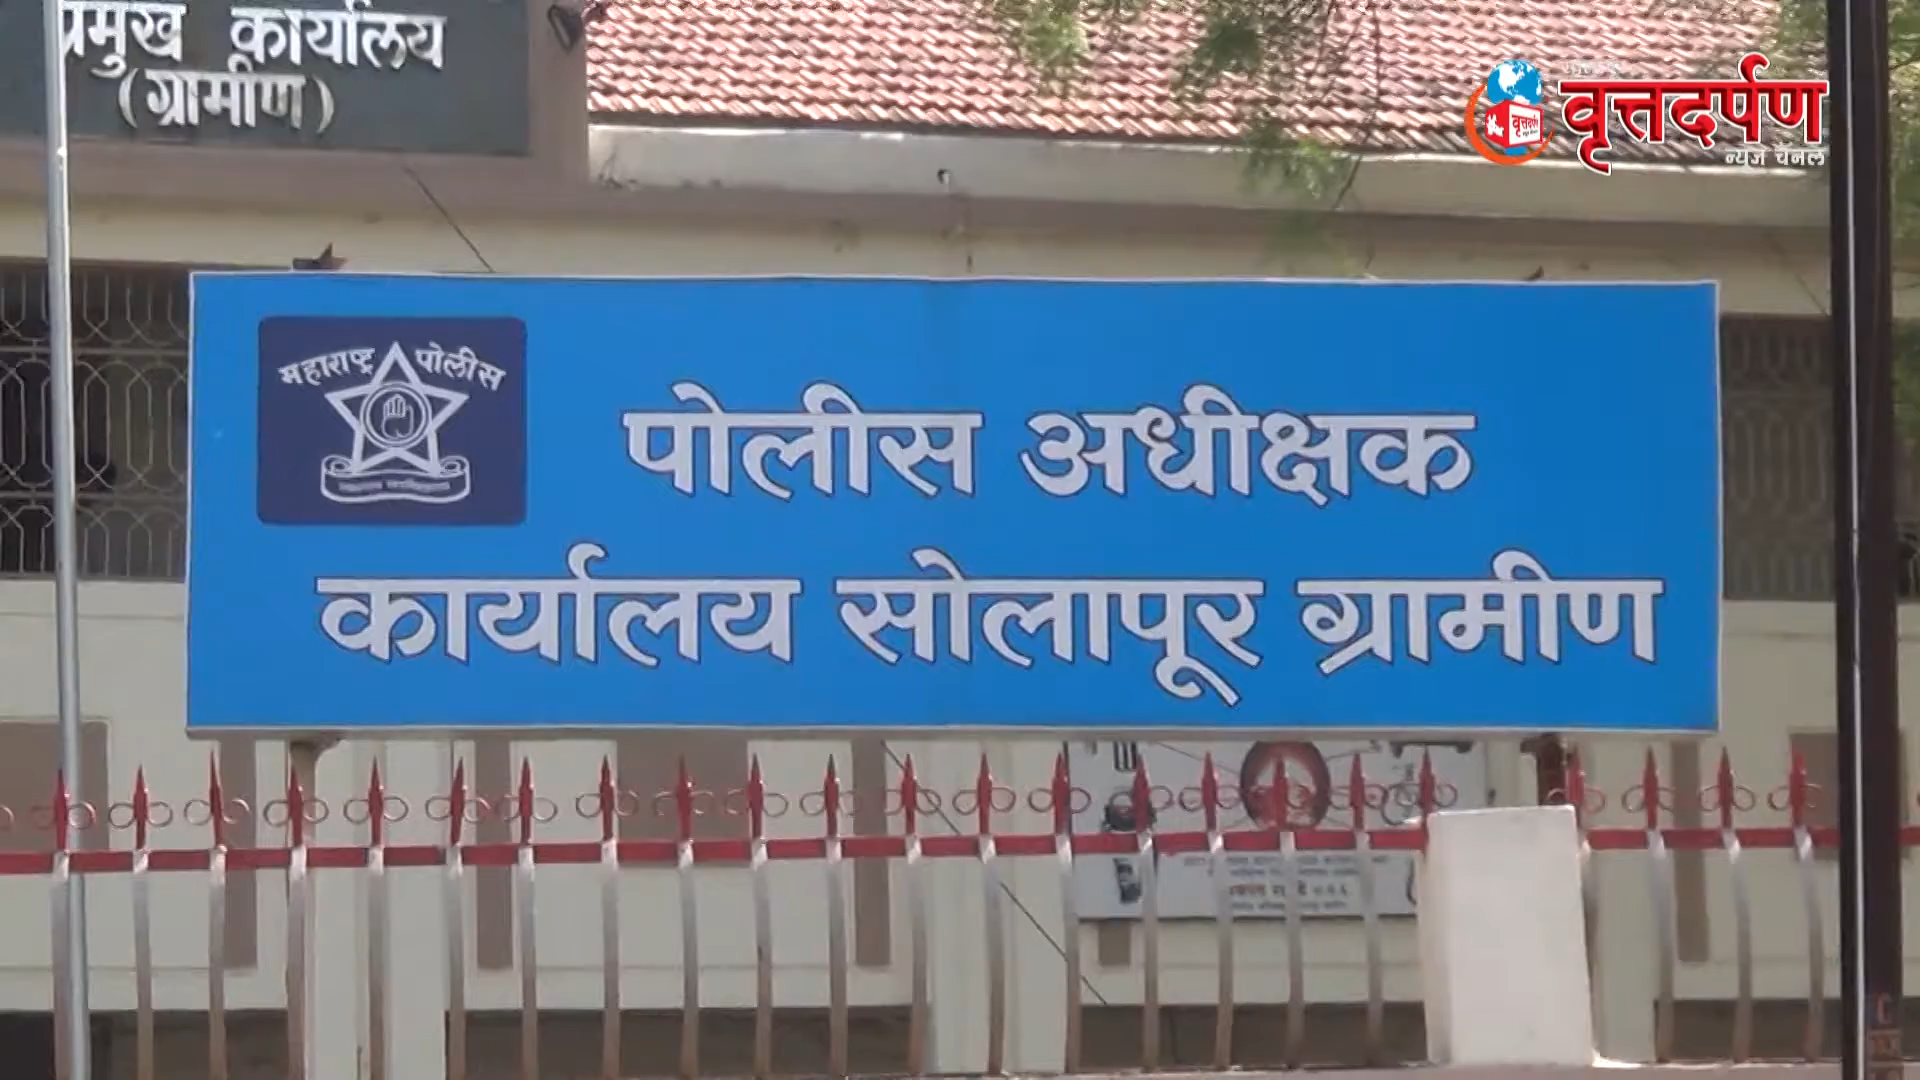 प्रमुख कार्यालय
(ग्रामीण)
वृत्तदर्पण
न्यूज चॅनल
महाराष्ट्र पोलीस
पोलीस अधीक्षक
कार्यालय सोलापूर ग्रामीण